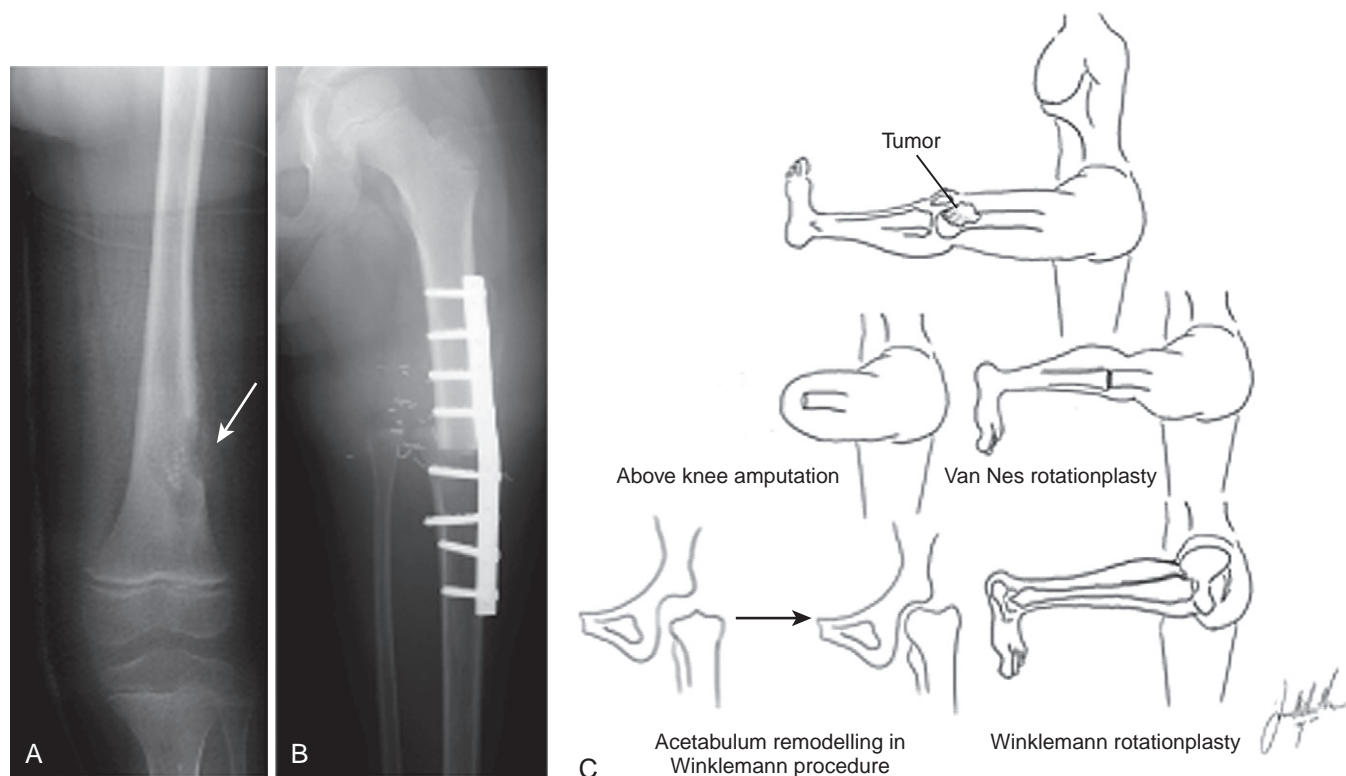 Tumor
Above knee amputation
Van Nes rotationplasty
A
B
C
Acetabulum remodelling in
Winklemann procedure
Winklemann rotationplasty